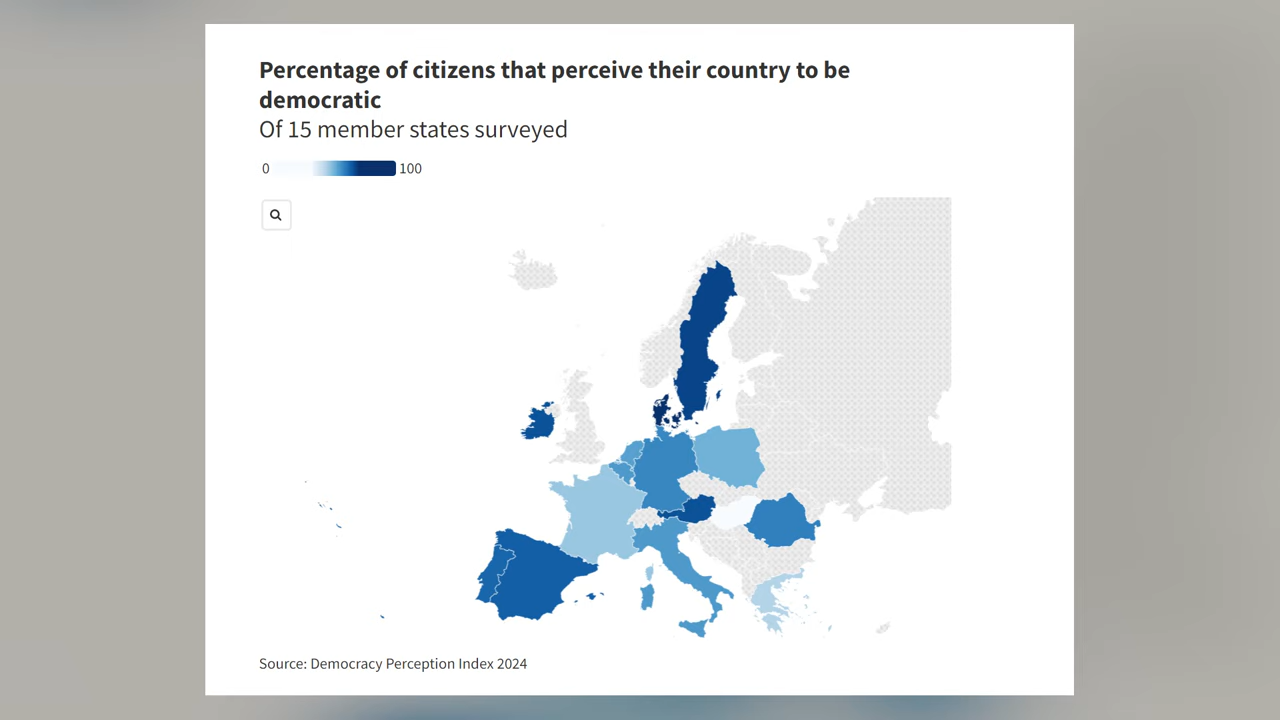 Percentage of citizens that perceive their country to be
democratic
Of 15 member states surveyed
0 100
Source: Democracy Perception Index 2024